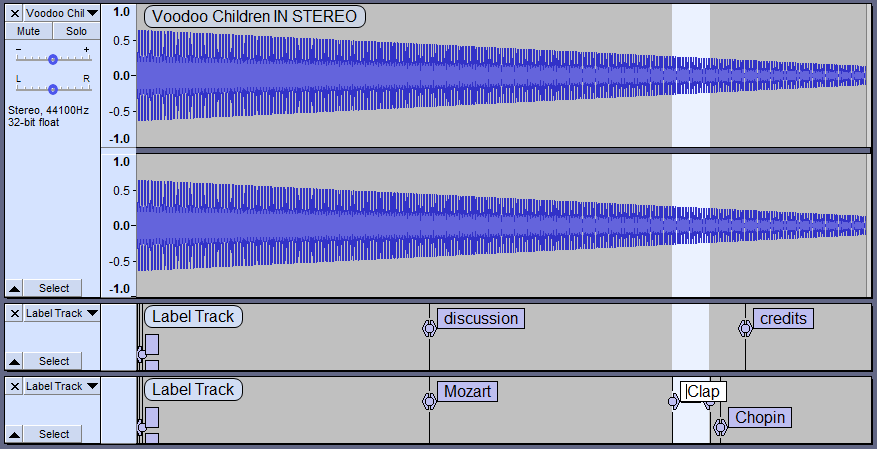 Voodoo Chil
Voodoo Children IN STEREO
Mute Solo
- +
L R
Stereo, 44100Hz
32-bit float
1.0
0.5
0.0
-0.5
-1.0
1.0
0.5
0.0
-0.5
-1.0
Select
Label Track
Label Track
discussion
credits
Select
Label Track
Label Track
Mozart
Clap
Chopin
Select